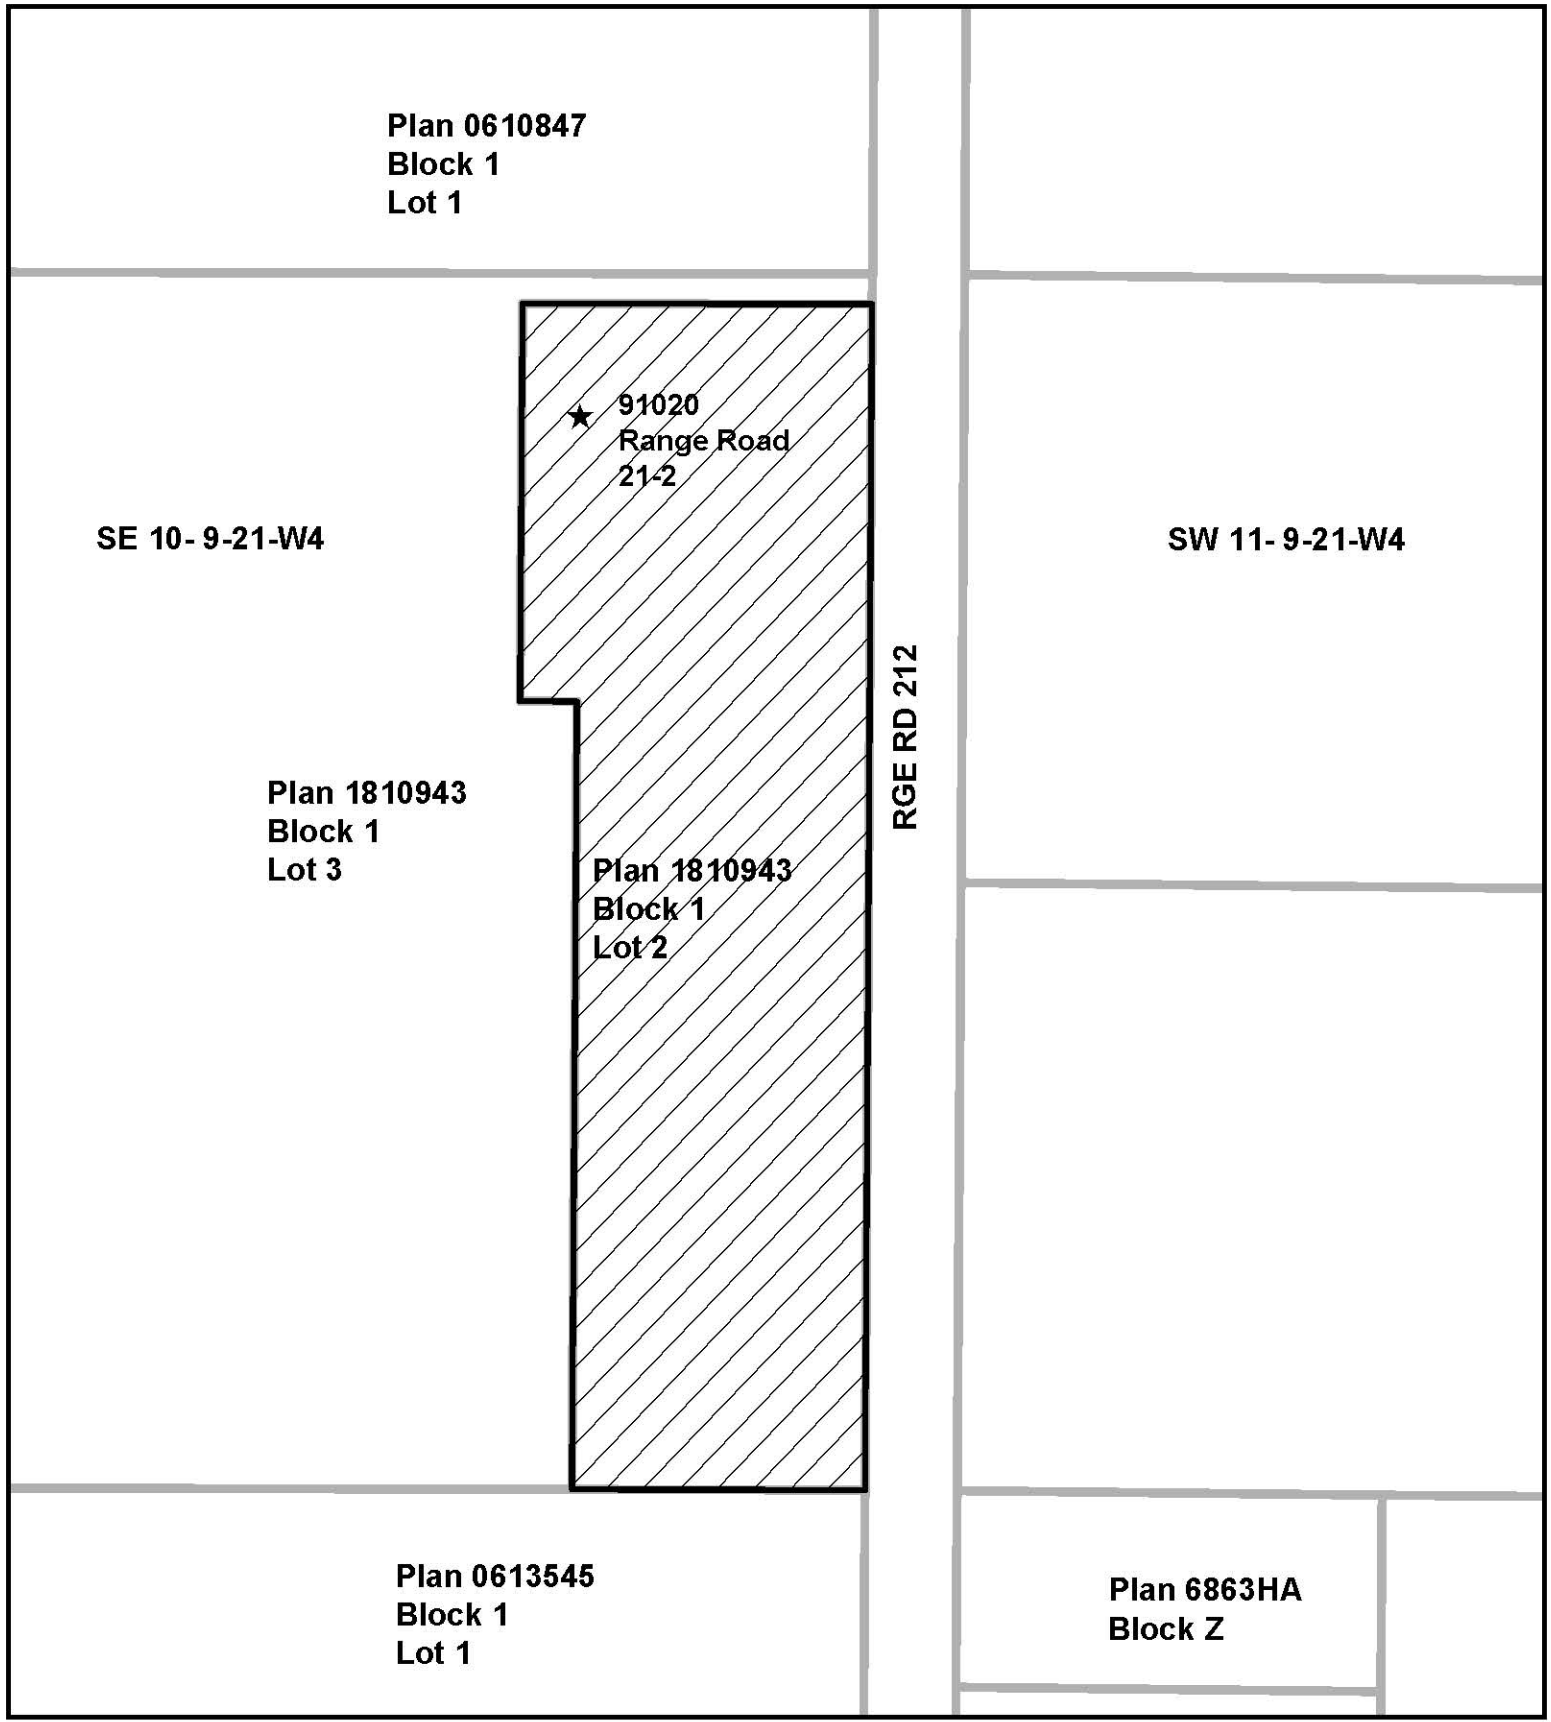 Plan 0610847
Block 1
Lot 1
91020
Range Road
21-2
SE 10- 9-21-W4
SW 11- 9-21-W4
RGE RD 212
Plan 1810943
Block 1
Lot 3
Plan 1810943
Block 1
Lot 2
Plan 0613545
Block 1
Lot 1
Plan 6863HA
Block Z